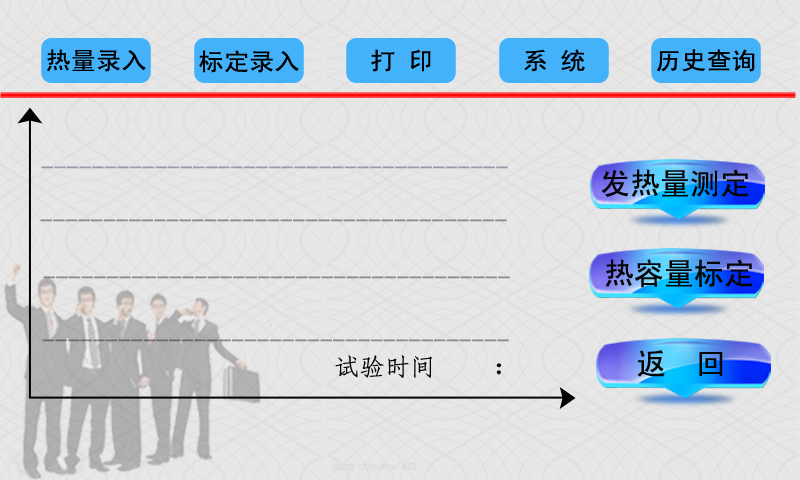 热量录入
标定录入
打 印
系 统
历史查询
发热量测定
热容量标定
返 回
试验时间 :